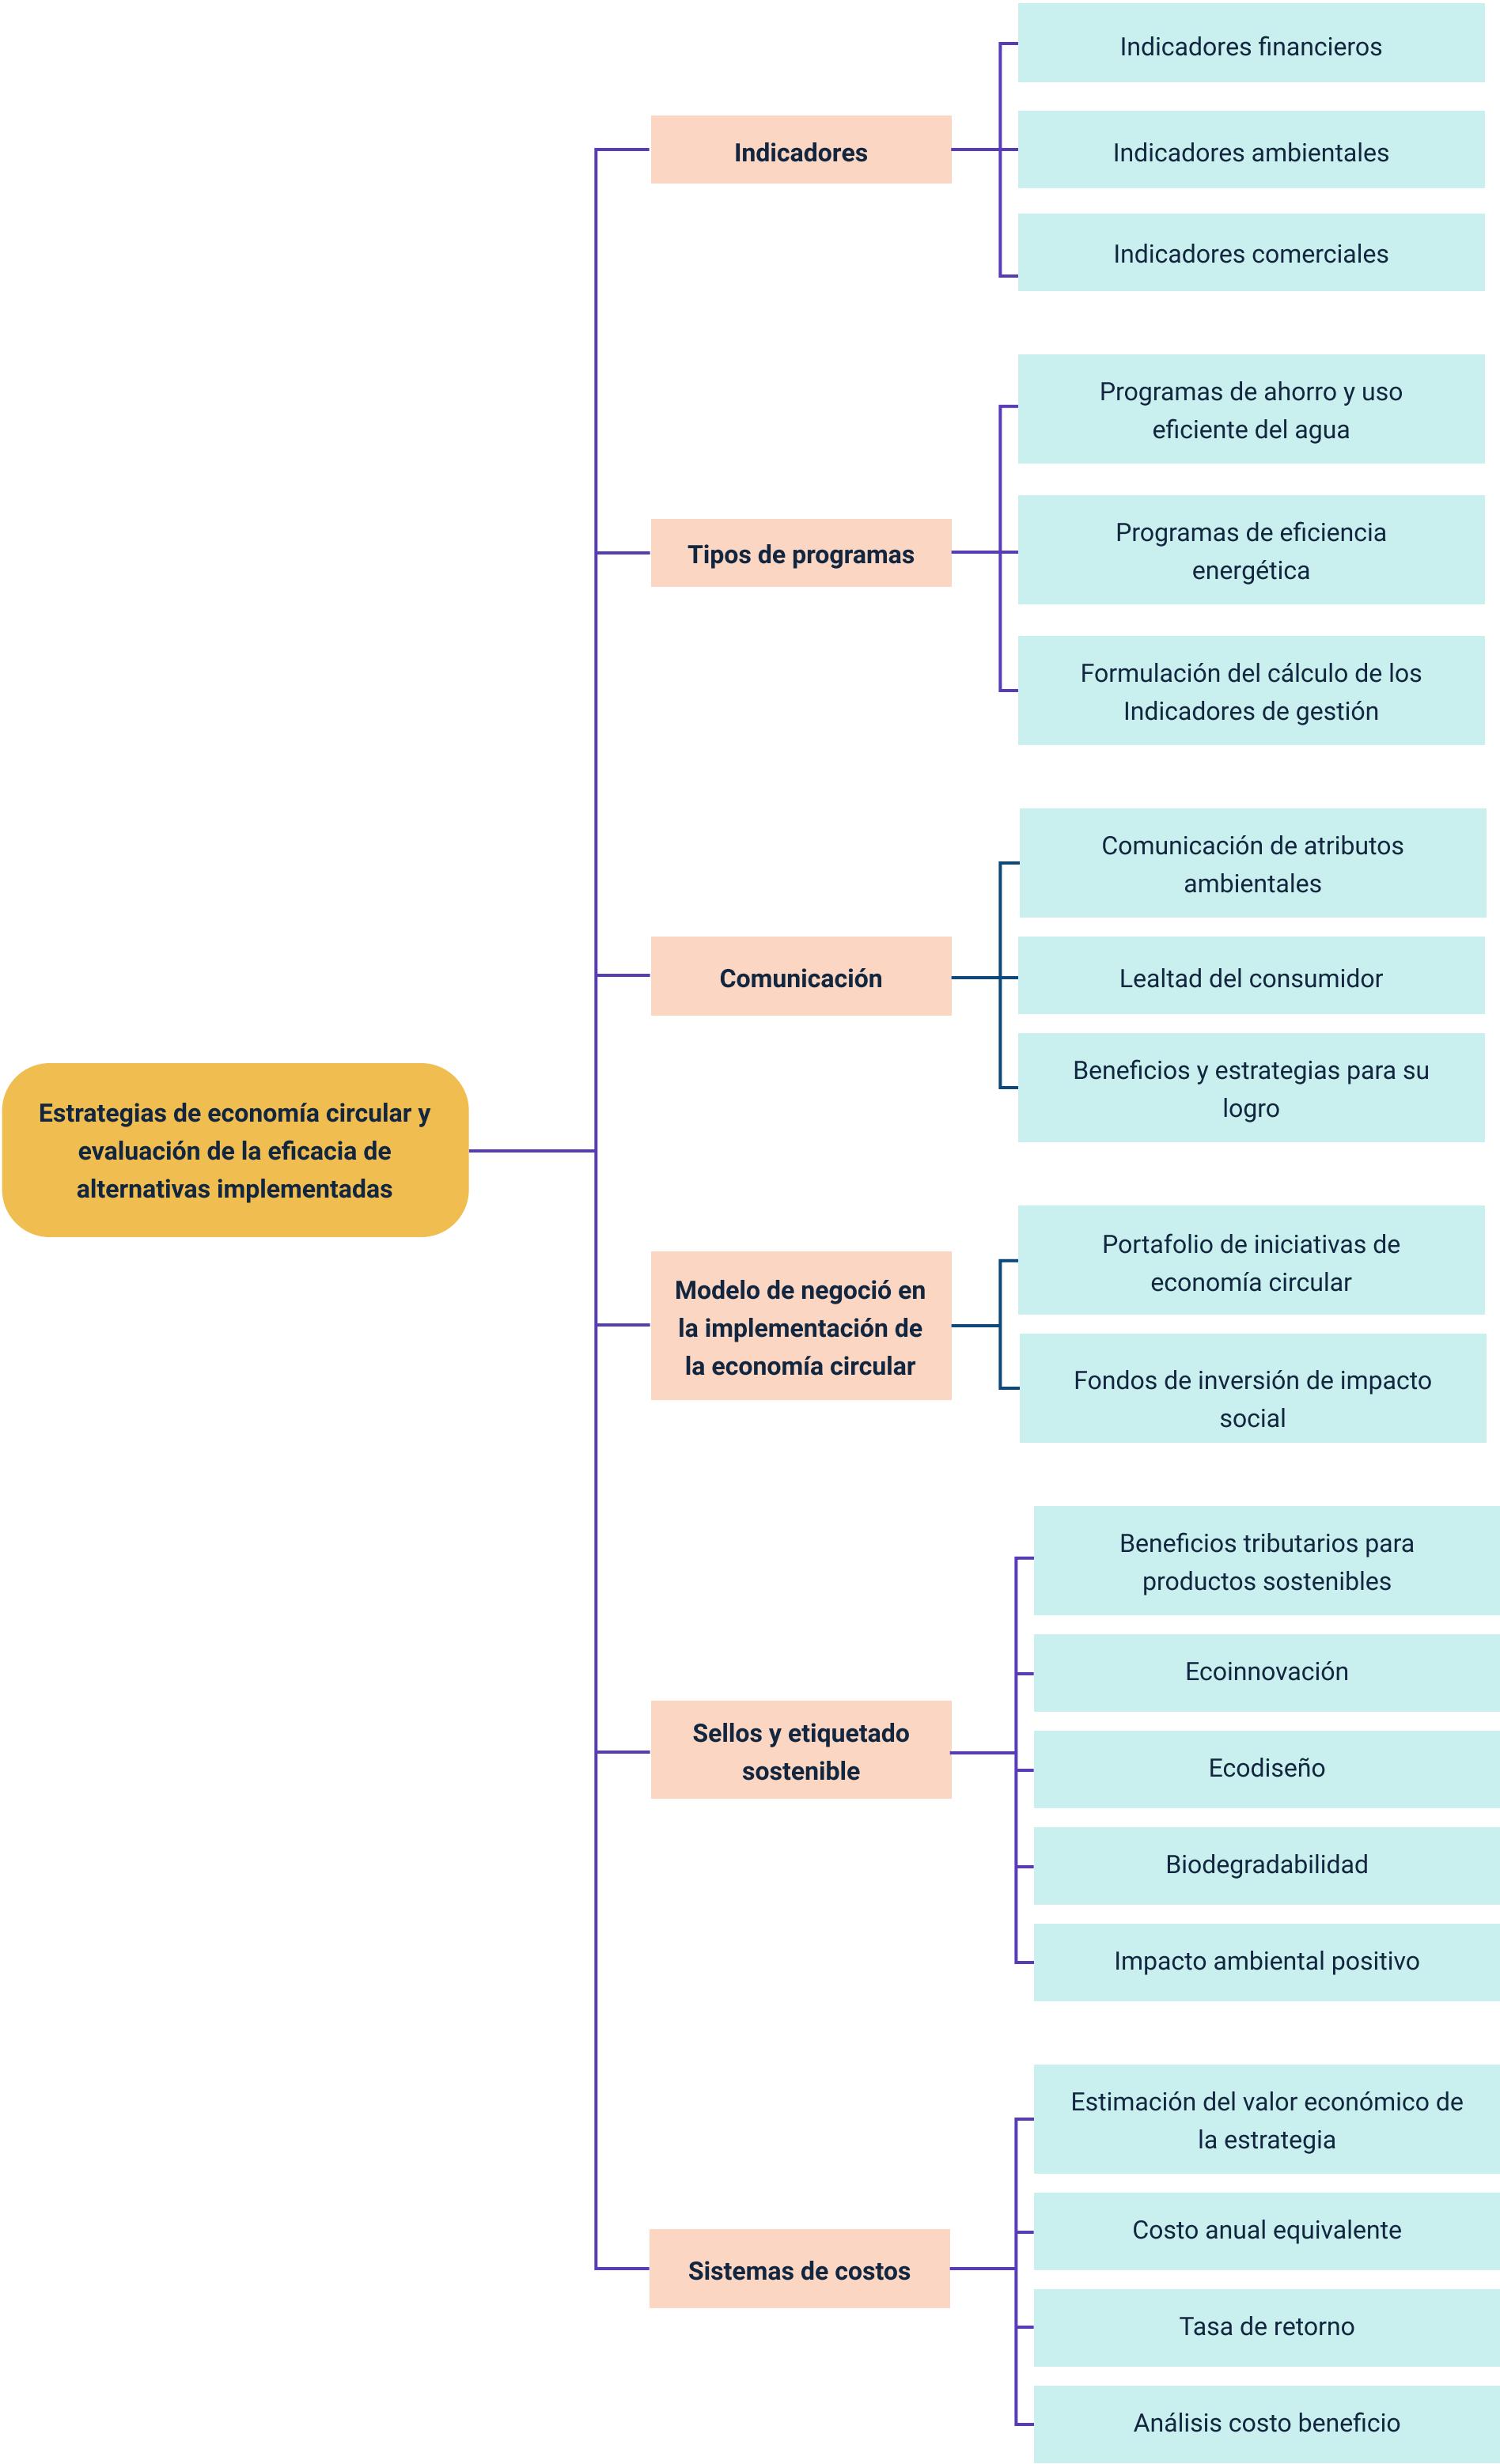 Estrategias de economía circular y
evaluación de la eficacia de
alternativas implementadas
Indicadores
Indicadores financieros
Indicadores ambientales
Indicadores comerciales
Tipos de programas
Programas de ahorro y uso
eficiente del agua
Programas de eficiencia
energética
Formulación del cálculo de los
Indicadores de gestión
Comunicación
Comunicación de atributos
ambientales
Lealtad del consumidor
Beneficios y estrategias para su
logro
Modelo de negoció en
la implementación de
la economía circular
Portafolio de iniciativas de
economía circular
Fondos de inversión de impacto
social
Sellos y etiquetado
sostenible
Beneficios tributarios para
productos sostenibles
Ecoinnovación
Ecodiseño
Biodegradabilidad
Impacto ambiental positivo
Sistemas de costos
Estimación del valor económico de
la estrategia
Costo anual equivalente
Tasa de retorno
Análisis costo beneficio